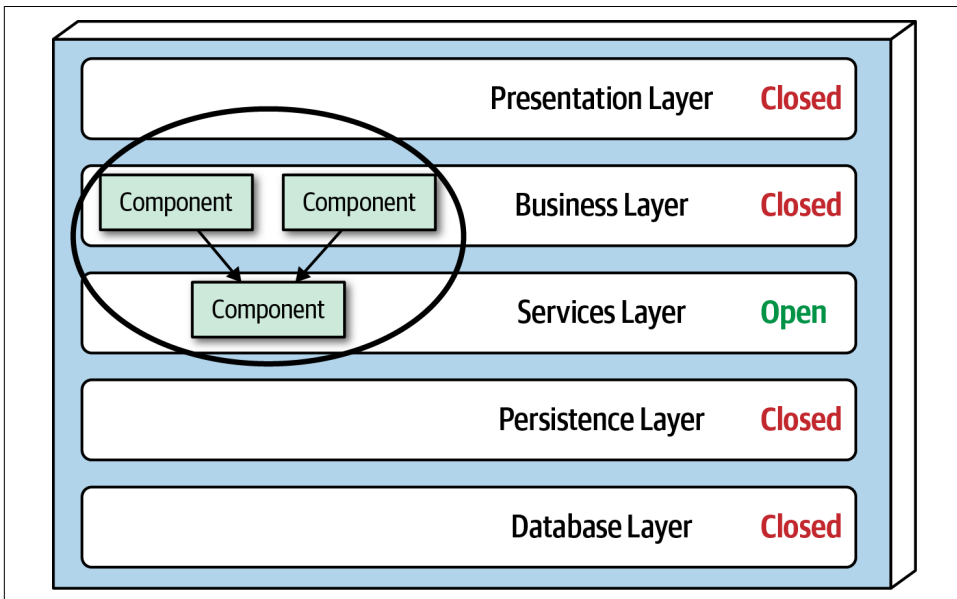 Presentation Layer Closed
Component Component Business Layer Closed
Component Services Layer Open
Persistence Layer Closed
Database Layer Closed